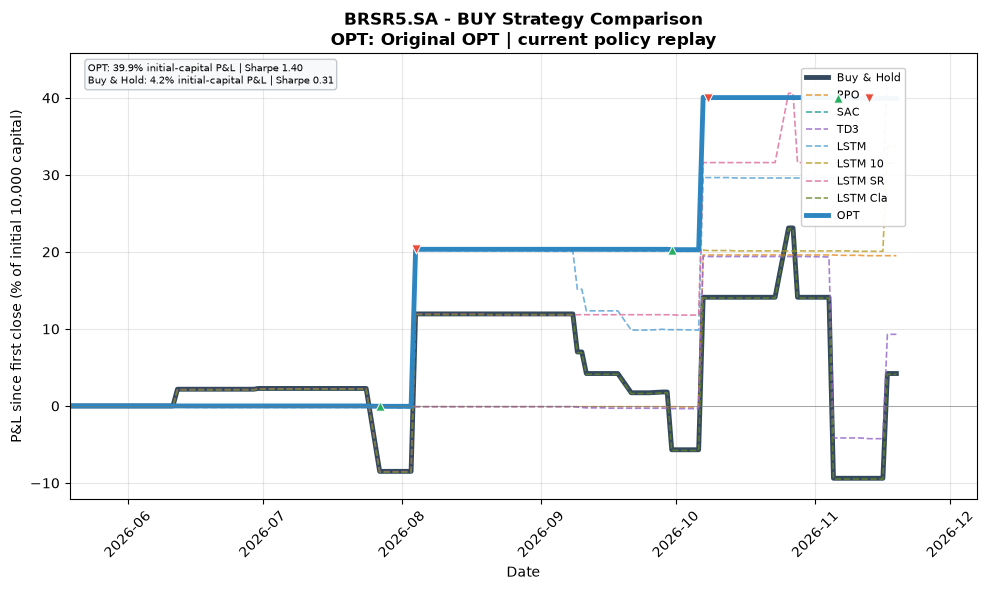 BRSR5.SA - BUY Strategy Comparison
OPT: Original OPT | current policy replay
OPT: 39.9% initial-capital P&L | Sharpe 1.40
Buy & Hold: 4.2% initial-capital P&L | Sharpe 0.31
Buy & Hold
PPO
SAC
TD3
LSTM
LSTM 10
LSTM SR
LSTM Cla
OPT
P&L since first close (% of initial 10,000 capital)
40
30
20
10
0
−10
2026-06
2026-07
2026-08
2026-09
2026-10
2026-11
2026-12
Date